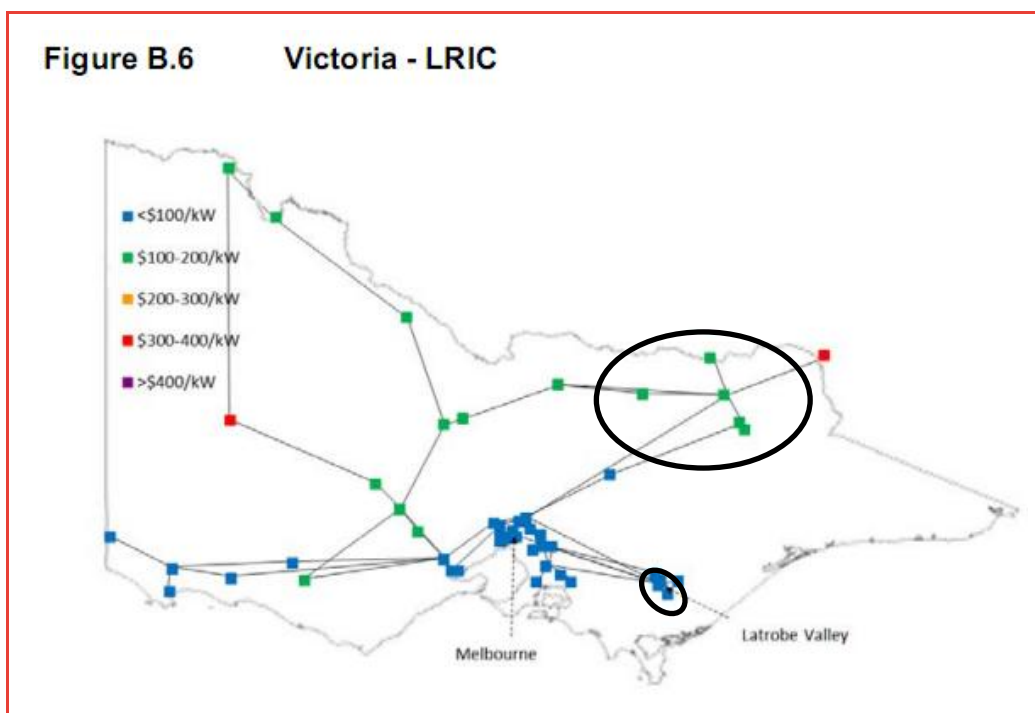 Figure B.6 Victoria - LRIC
<$100/kW
$100-200/kW
$200-300/kW
$300-400/kW
>$400/kW
Melbourne
Latrobe Valley